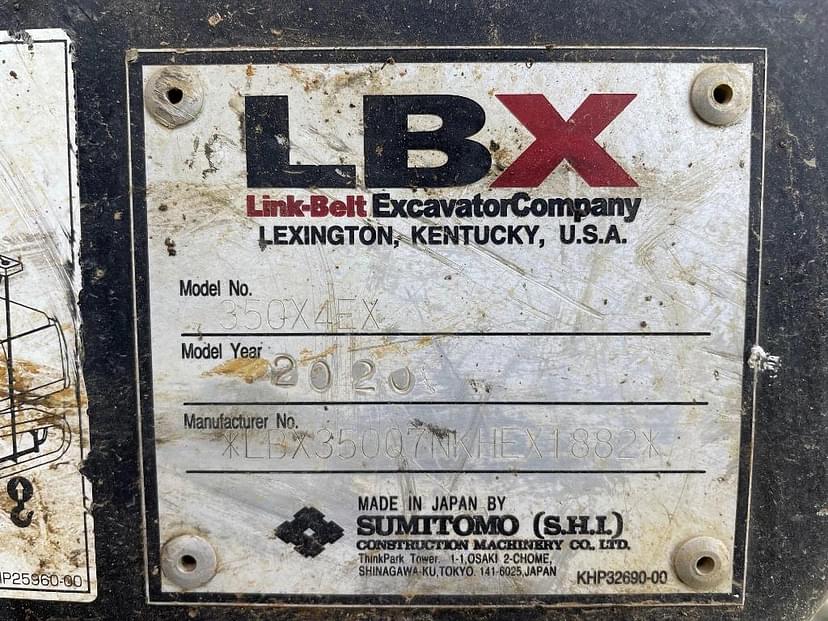 LBX
Link-Belt ExcavatorCompany
LEXINGTON, KENTUCKY, U.S.A.
Model No.
350X4EX
Model Year
2020
Manufacturer No.
*LBX350Q7NKHEX1882*
MADE IN JAPAN BY
SUMITOMO (S.H.I.)
CONSTRUCTION MACHINERY CO., LTD.
ThinkPark Tower. 1-1,OSAKI 2-CHOME,
SHINAGAWA-KU,TOKYO. 141-6025,JAPAN
KHP32690-00
HP25960-00